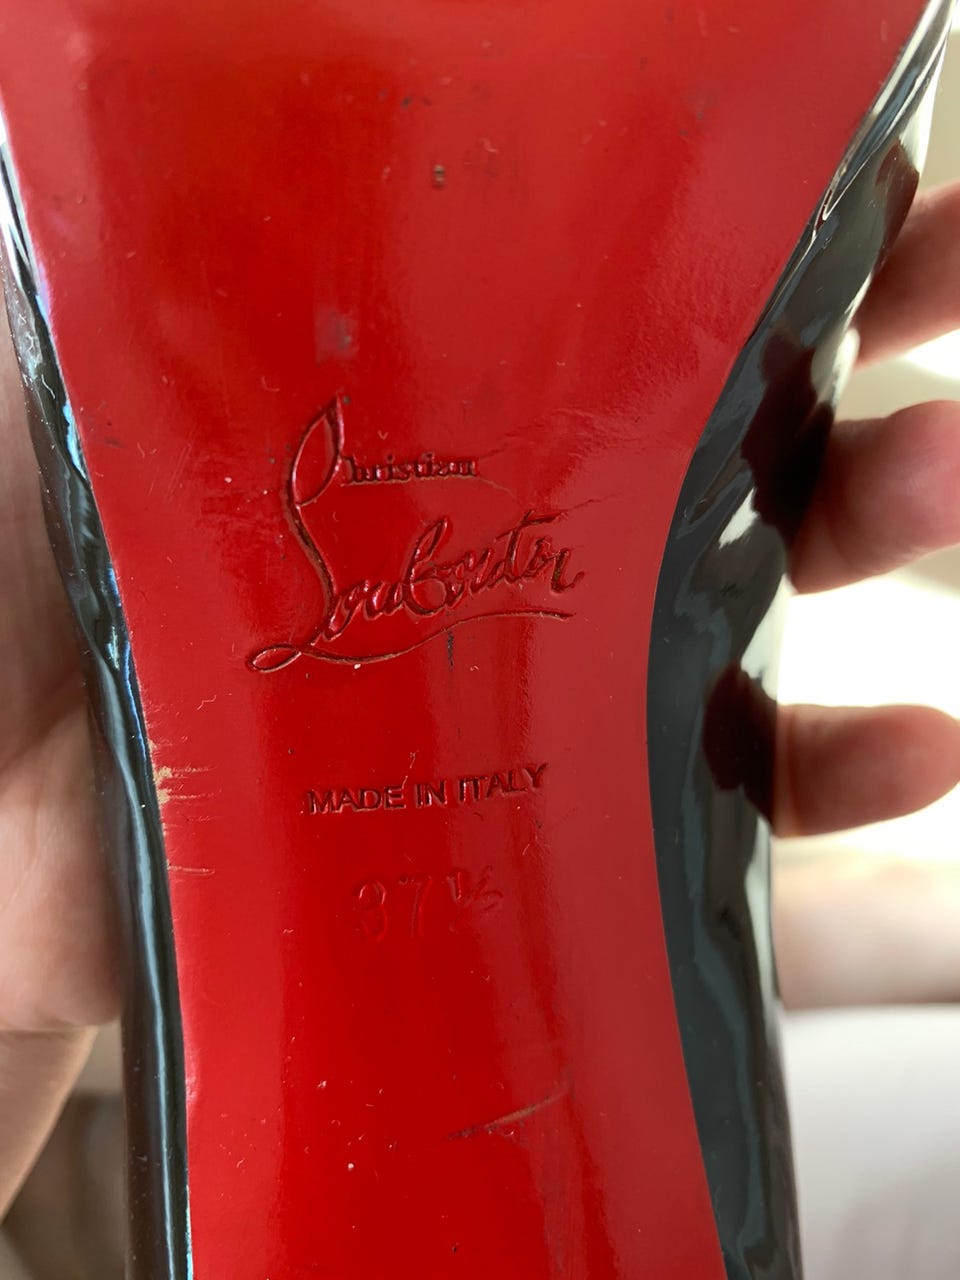 Christian
Louboutin
MADE IN ITALY
37½